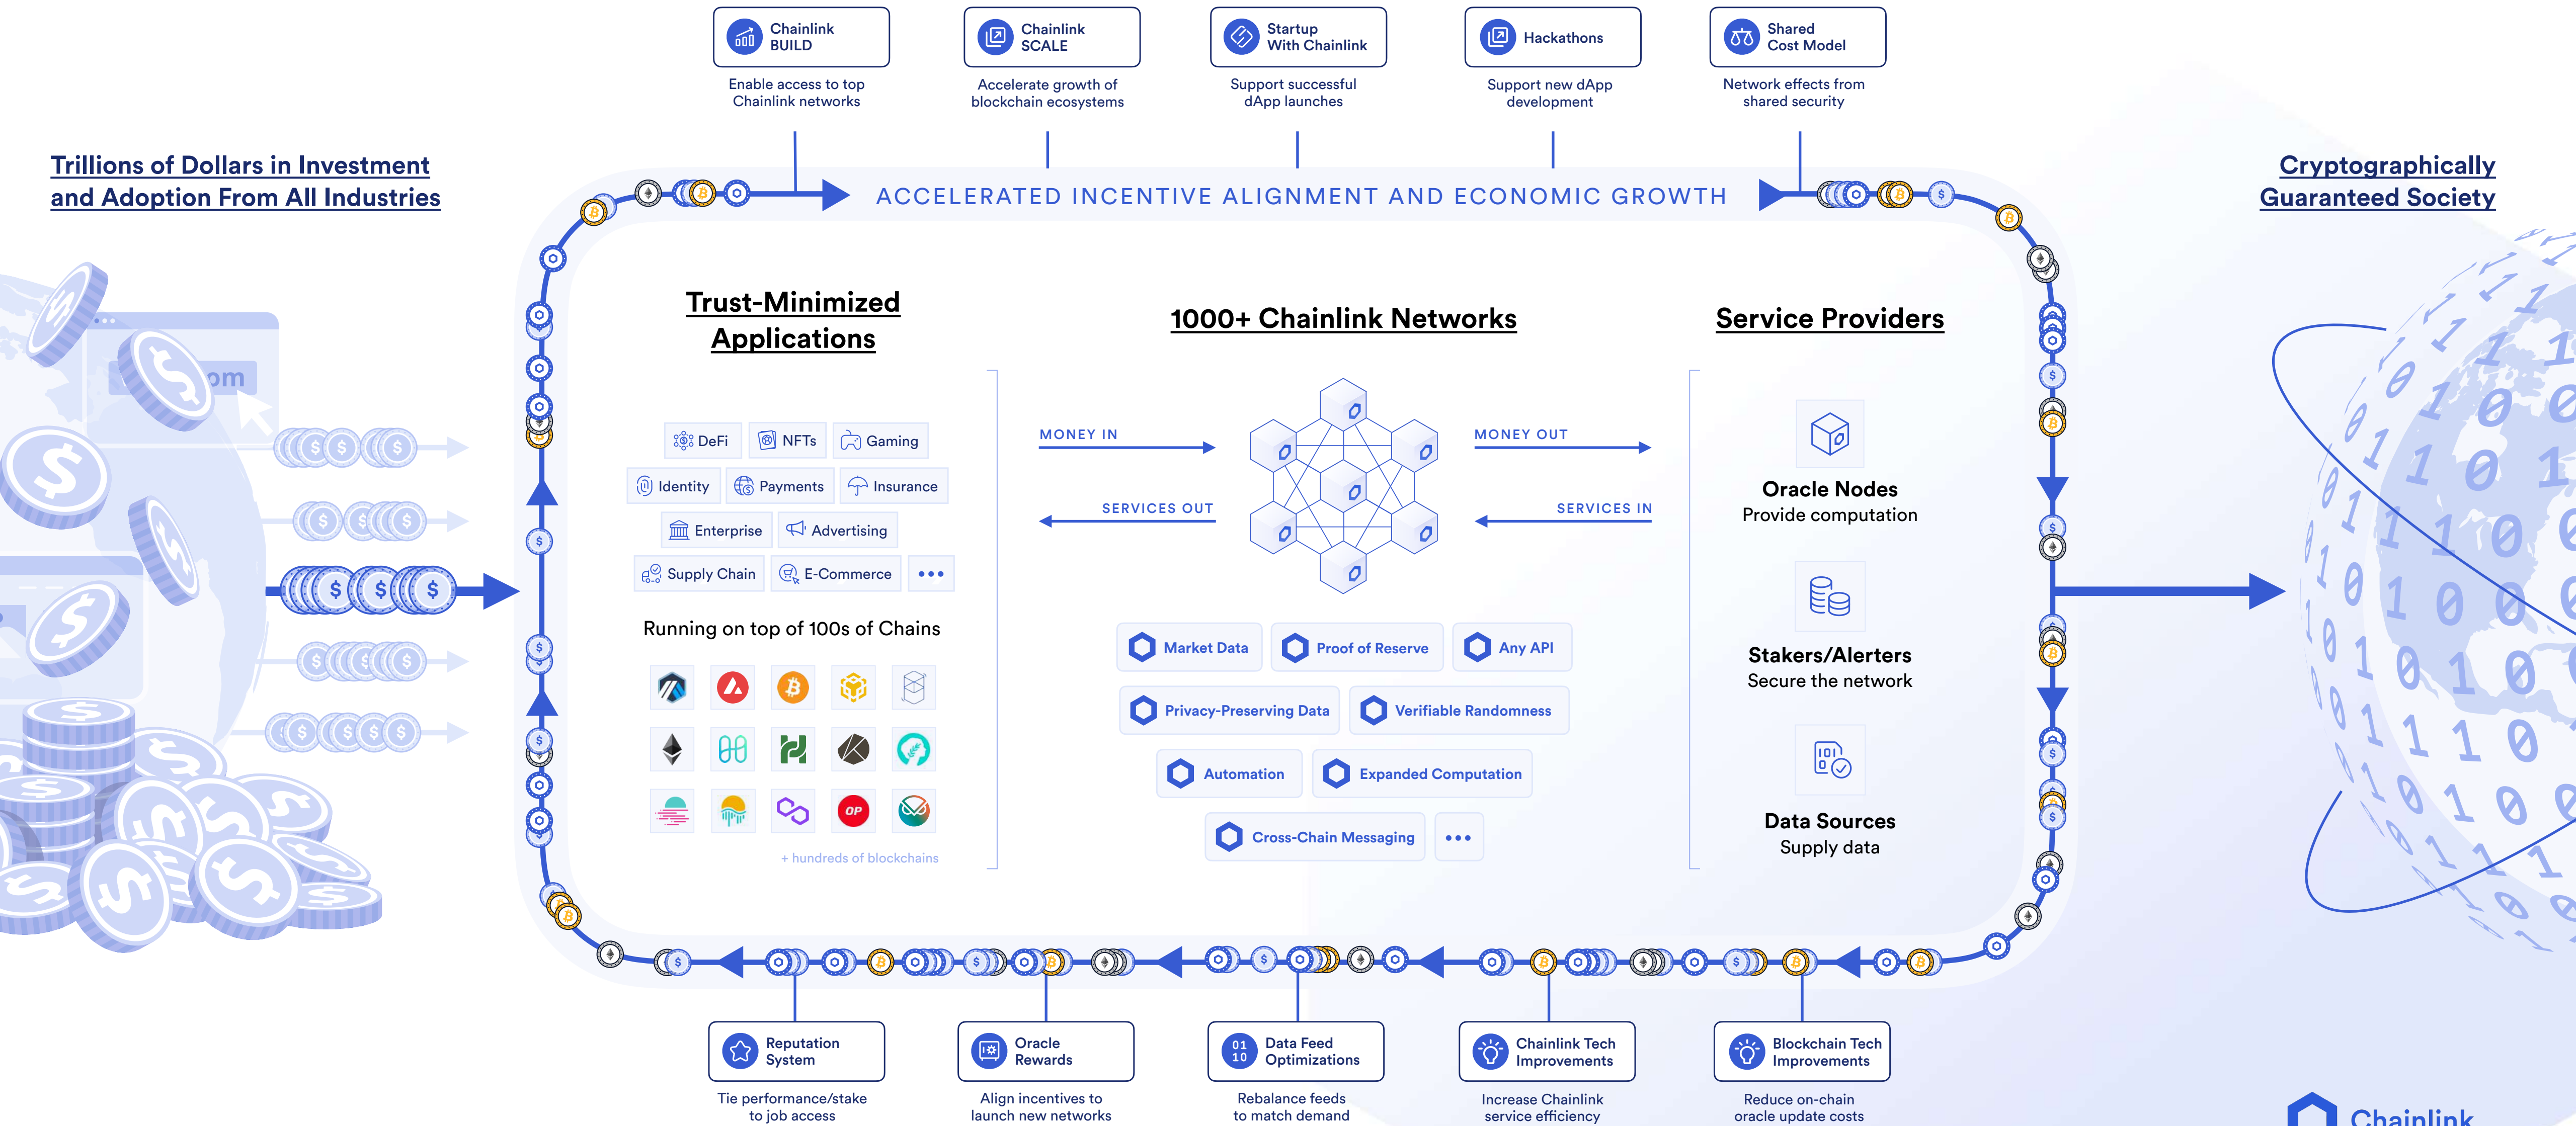 Chainlink
BUILD
Enable access to top
Chainlink networks
Chainlink
SCALE
Accelerate growth of
blockchain ecosystems
Startup
With Chainlink
Support successful
dApp launches
Hackathons
Support new dApp
development
Shared
Cost Model
Network effects from
shared security
Trillions of Dollars in Investment
and Adoption From All Industries
ACCELERATED INCENTIVE ALIGNMENT AND ECONOMIC GROWTH
Cryptographically
Guaranteed Society
Trust-Minimized
Applications
DeFi
NFTs
Gaming
Identity
Payments
Insurance
Enterprise
Advertising
Supply Chain
E-Commerce
Running on top of 100s of Chains
OP
+ hundreds of blockchains
1000+ Chainlink Networks
MONEY IN
MONEY OUT
SERVICES OUT
SERVICES IN
Market Data
Proof of Reserve
Any API
Privacy-Preserving Data
Verifiable Randomness
Automation
Expanded Computation
Cross-Chain Messaging
Service Providers
Oracle Nodes
Provide computation
Stakers/Alerters
Secure the network
Data Sources
Supply data
Reputation
System
Tie performance/stake
to job access
Oracle
Rewards
Align incentives to
launch new networks
01
10
Data Feed
Optimizations
Rebalance feeds
to match demand
Chainlink Tech
Improvements
Increase Chainlink
service efficiency
Blockchain Tech
Improvements
Reduce on-chain
oracle update costs
Chainlink